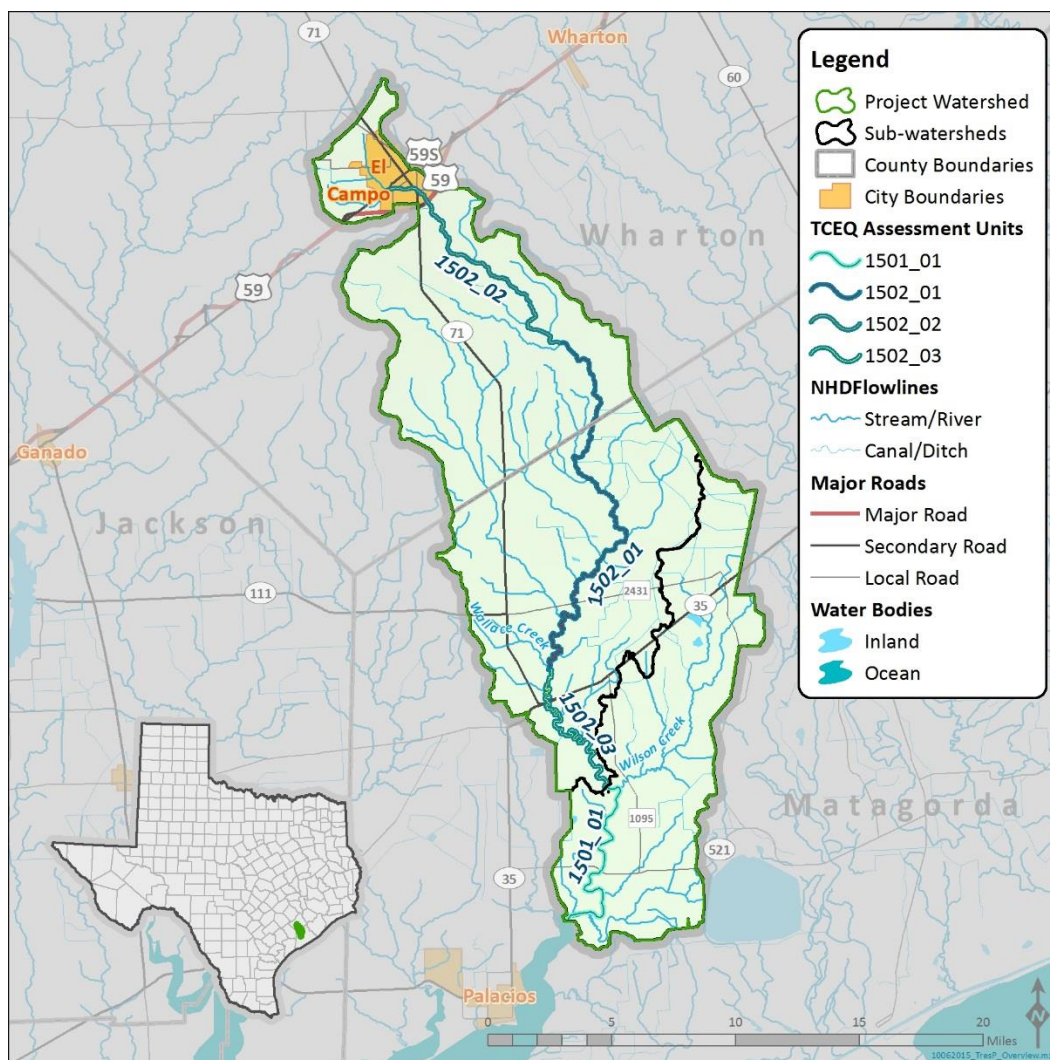 71
Wharton
60
59S
59
El
Campo
Wharton
1502_02
59
71
Ganado
Jackson
1502_01
2431
35
111
Wallace Creek
1502_03
Wilson Creek
Matagorda
1501_01
1095
521
35
Palacios
Legend
Project Watershed
Sub-watersheds
County Boundaries
City Boundaries
TCEQ Assessment Units
1501_01
1502_01
1502_02
1502_03
NHDFlowlines
Stream/River
Canal/Ditch
Major Roads
Major Road
Secondary Road
Local Road
Water Bodies
Inland
Ocean
N
0 5 10 15 20
Miles